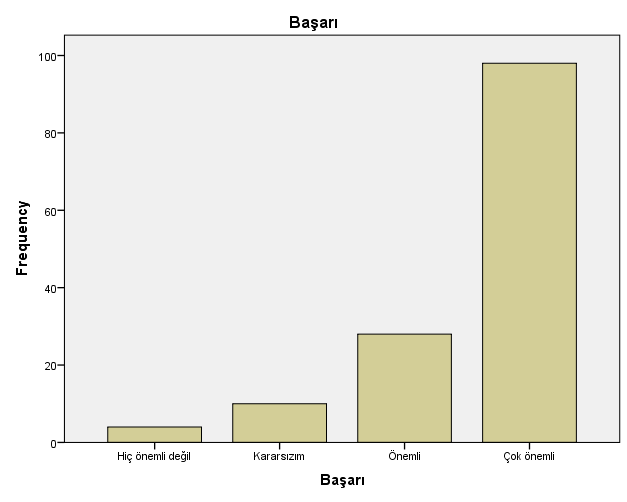 Başarı
Frequency
100
80
60
40
20
0
Hiç önemli değil
Kararsızım
Önemli
Çok önemli
Başarı